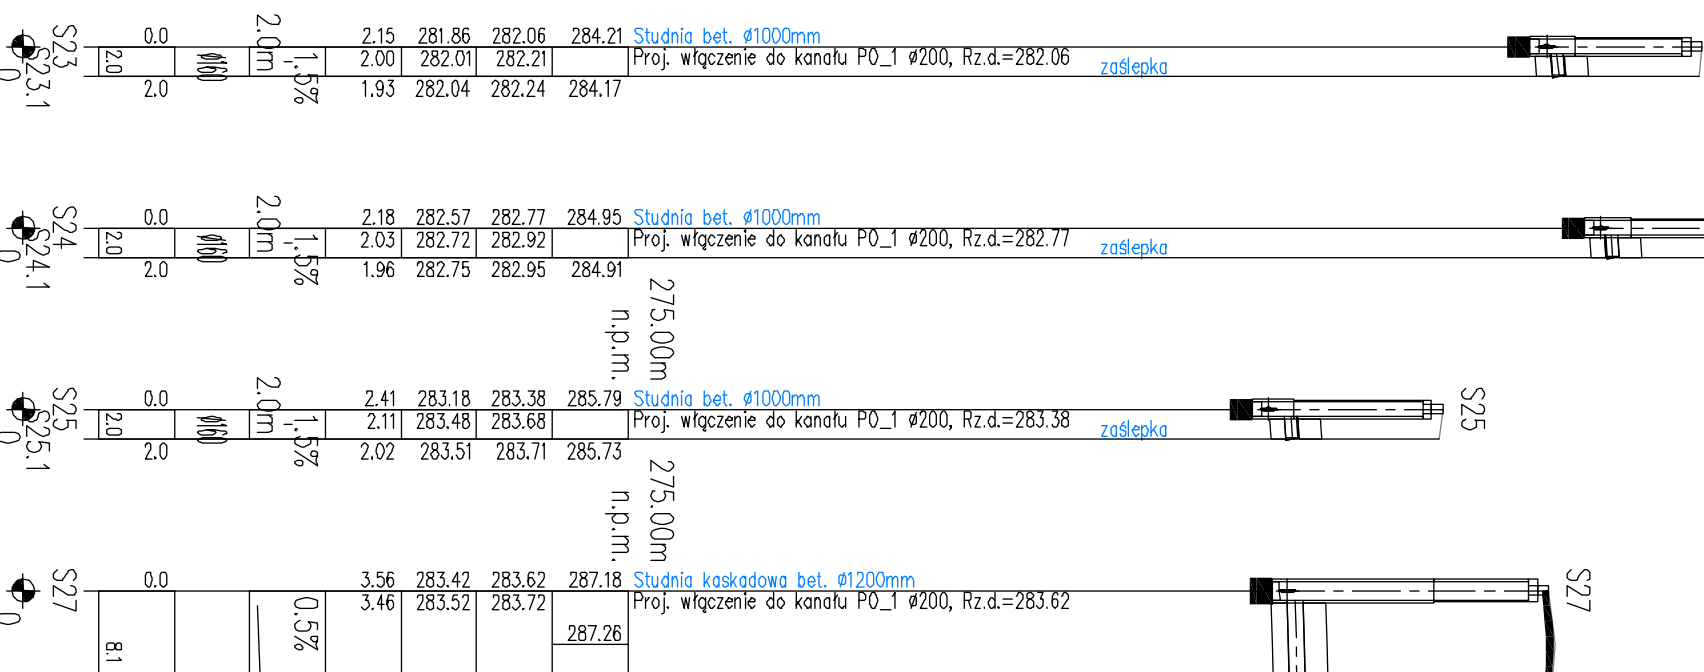 S23 0.0 2.0m 2.15 281.86 282.06 284.21 Studnia bet. ø1000mm
2.0 ø160 1.5% 2.00 282.01 282.21 Proj. włączenie do kanału PO_1 ø200, Rz.d.=282.06 zaślepka
S23.1 2.0 1.93 282.04 282.24 284.17
0
S24 0.0 2.0m 2.18 282.57 282.77 284.95 Studnia bet. ø1000mm
2.0 ø160 1.5% 2.03 282.72 282.92 Proj. włączenie do kanału PO_1 ø200, Rz.d.=282.77 zaślepka
S24.1 2.0 1.96 282.75 282.95 284.91
0
275.00m
n.p.m.
S25 0.0 2.0m 2.41 283.18 283.38 285.79 Studnia bet. ø1000mm S25
2.0 ø160 1.5% 2.11 283.48 283.68 Proj. włączenie do kanału PO_1 ø200, Rz.d.=283.38 zaślepka
S25.1 2.0 2.02 283.51 283.71 285.73
0
275.00m
n.p.m.
S27 0.0 3.56 283.42 283.62 287.18 Studnia kaskadowa bet. ø1200mm S27
0.5% 3.46 283.52 283.72 Proj. włączenie do kanału PO_1 ø200, Rz.d.=283.62
0
8.1 287.26